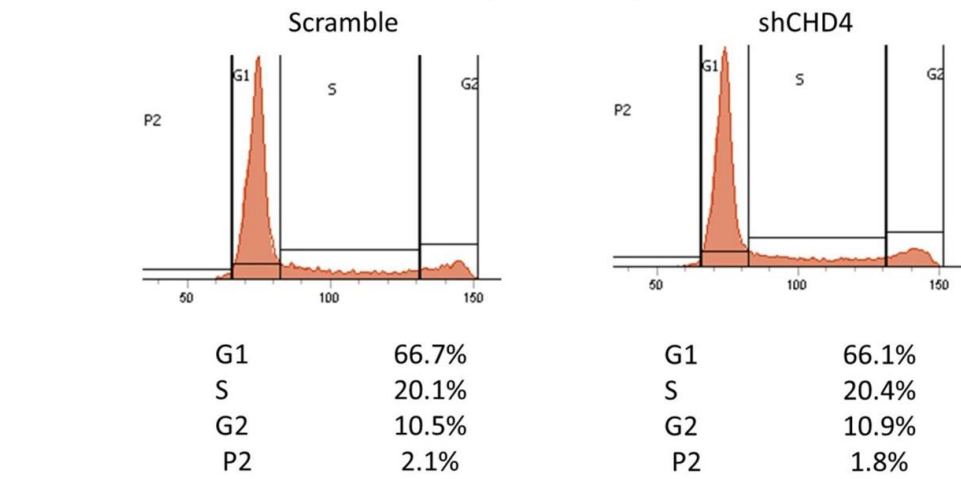 Scramble
shCHD4
P2
G1
S
G2
50
100
150
P2
G1
S
G2
50
100
150
G1 66.7%
S 20.1%
G2 10.5%
P2 2.1%
G1 66.1%
S 20.4%
G2 10.9%
P2 1.8%